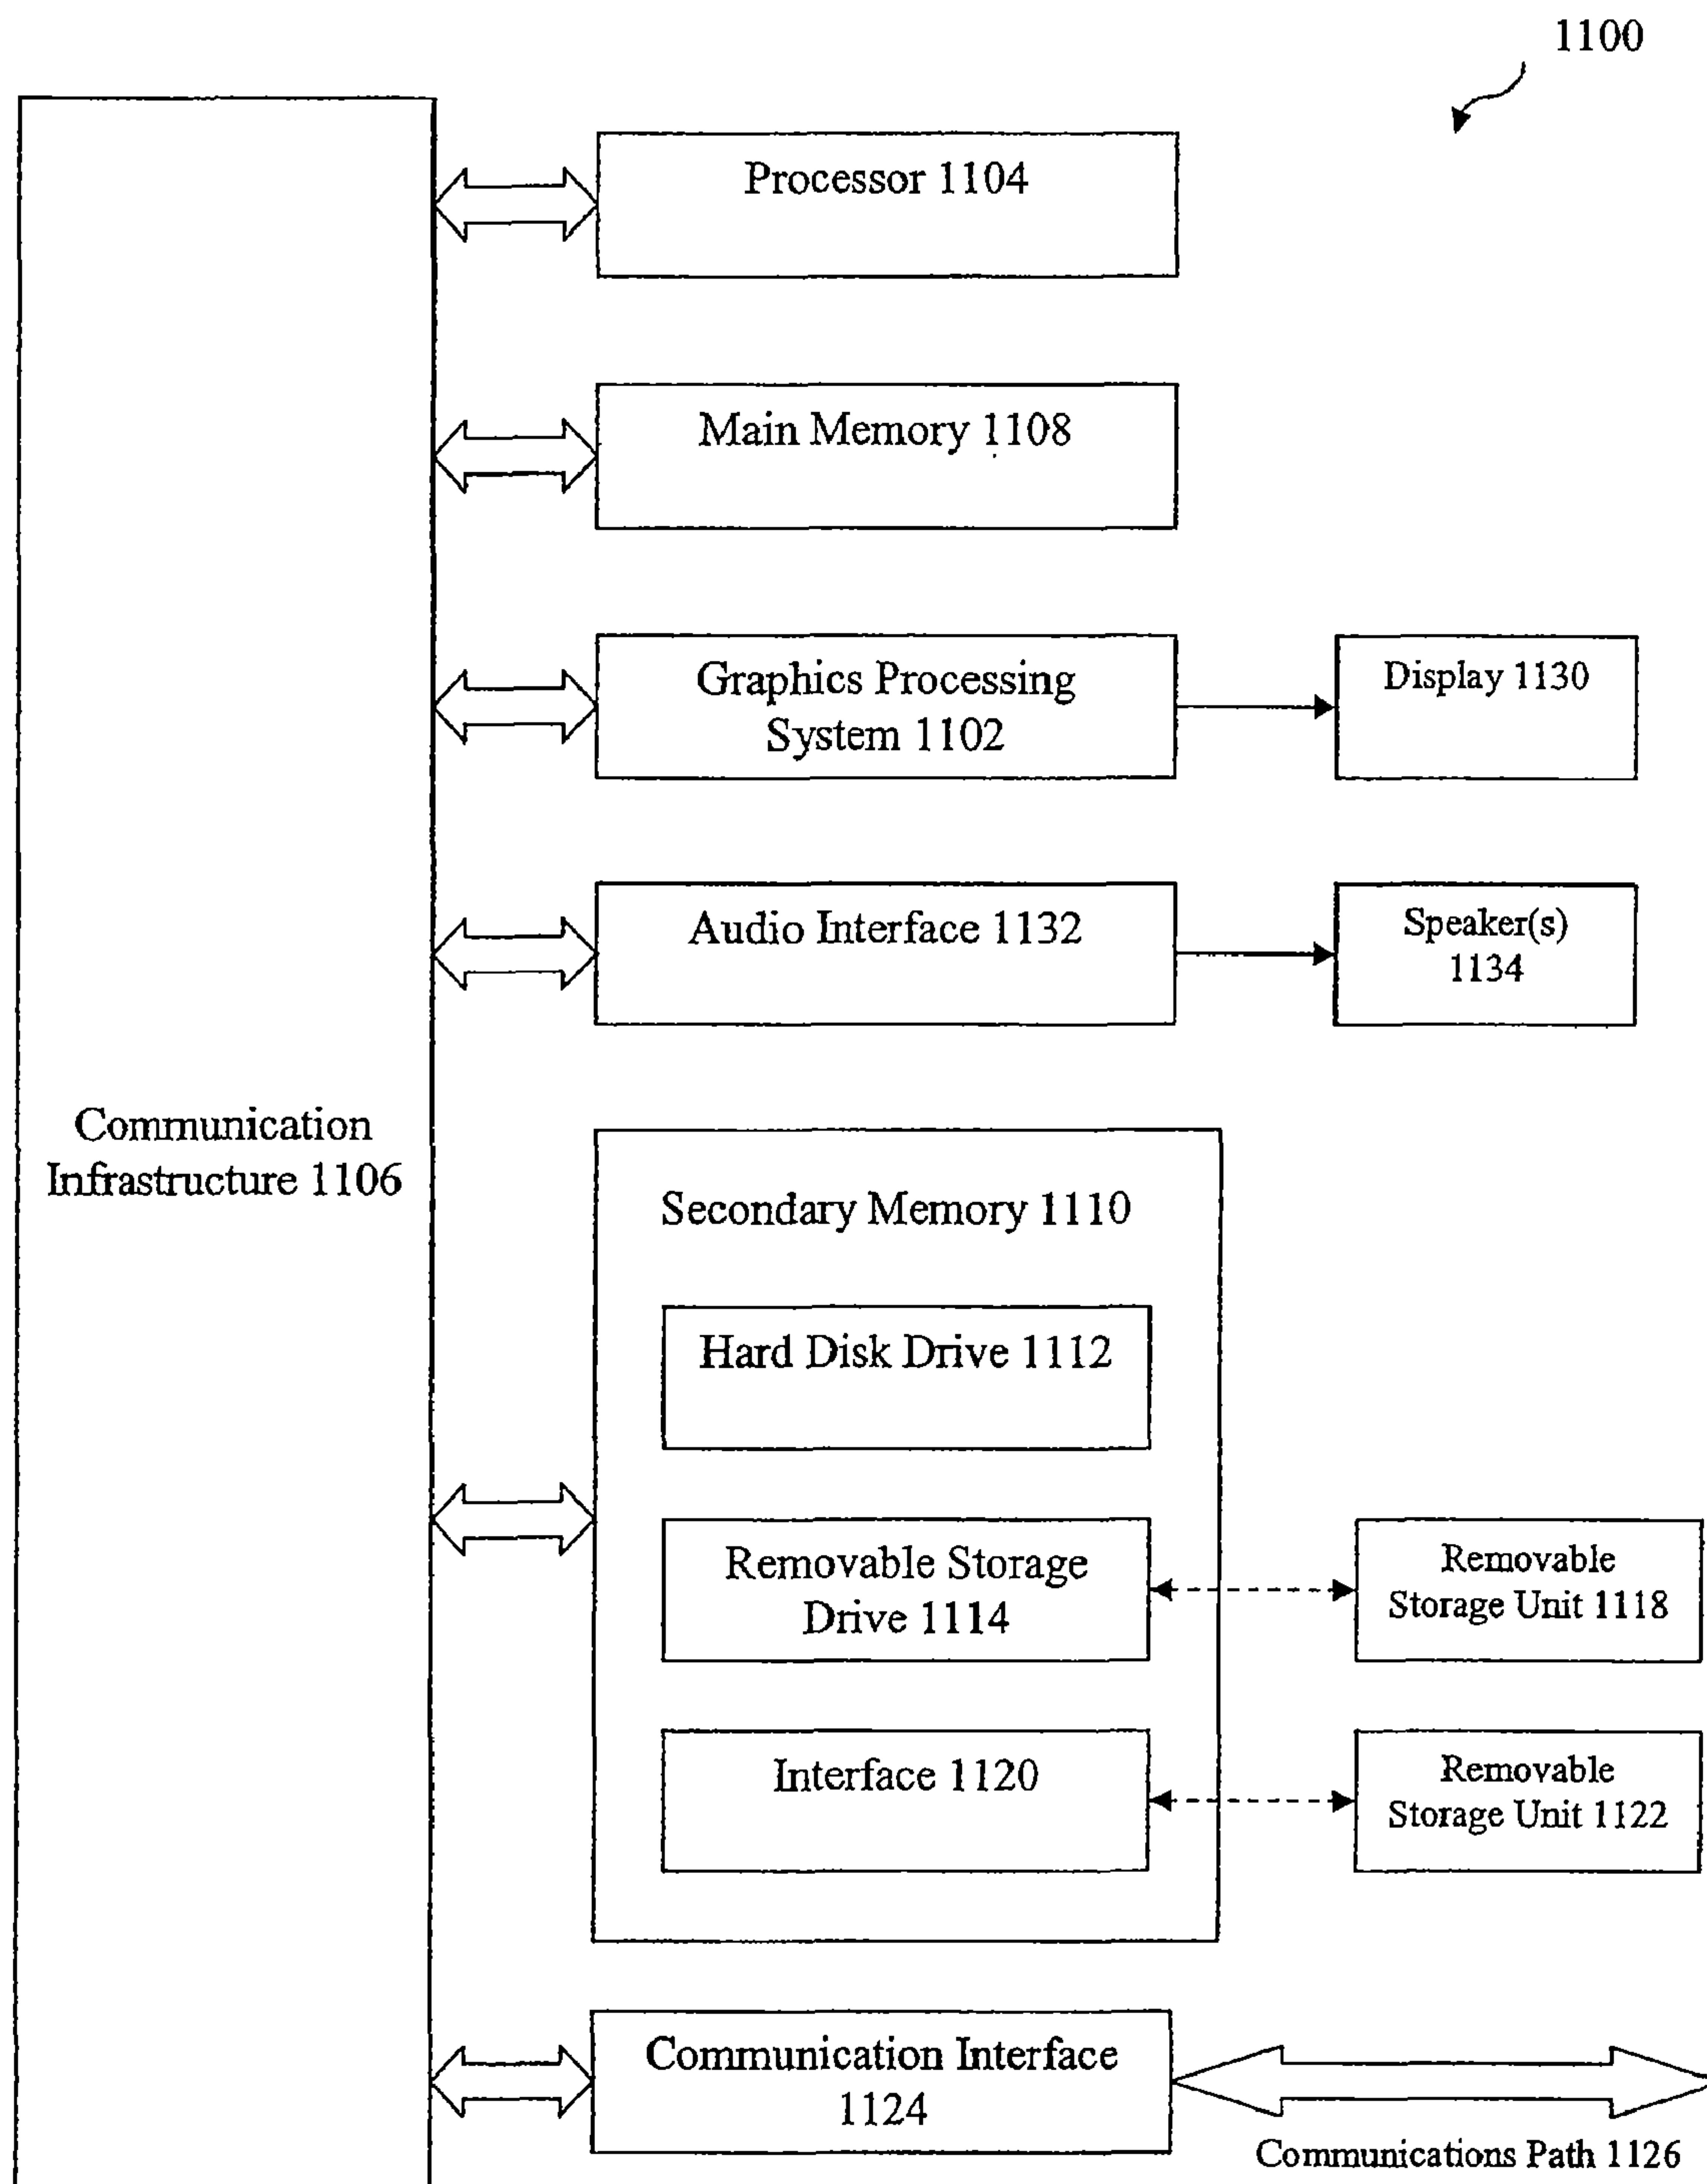 1100
Processor 1104
Main Memory 1108
Graphics Processing
System 1102
Display 1130
Audio Interface 1132
Speaker(s)
1134
Communication
Infrastructure 1106
Secondary Memory 1110
Hard Disk Drive 1112
Removable Storage
Drive 1114
Removable
Storage Unit 1118
Interface 1120
Removable
Storage Unit 1122
Communication Interface
1124
Communications Path 1126